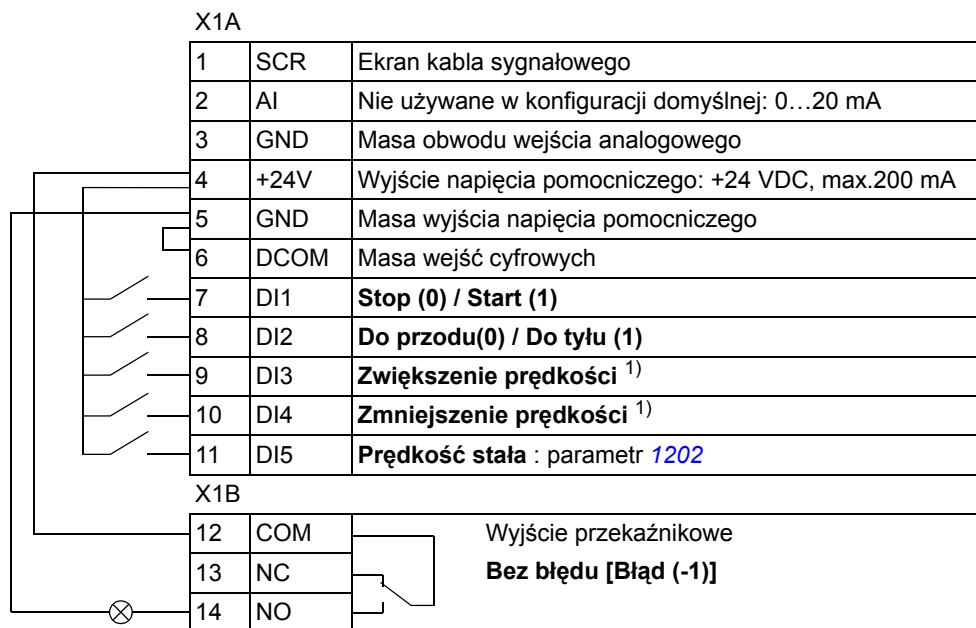 X1A
1 SCR Ekran kabla sygnałowego
2 AI Nie używane w konfiguracji domyślnej: 0…20 mA
3 GND Masa obwodu wejścia analogowego
4 +24V Wyjście napięcia pomocniczego: +24 VDC, max.200 mA
5 GND Masa wyjścia napięcia pomocniczego
6 DCOM Masa wejść cyfrowych
7 DI1 Stop (0) / Start (1)
8 DI2 Do przodu(0) / Do tyłu (1)
9 DI3 Zwiększenie prędkości 1)
10 DI4 Zmniejszenie prędkości 1)
11 DI5 Prędkość stała : parametr 1202
X1B
12 COM Wyjście przekaźnikowe
13 NC Bez błędu [Błąd (-1)]
14 NO